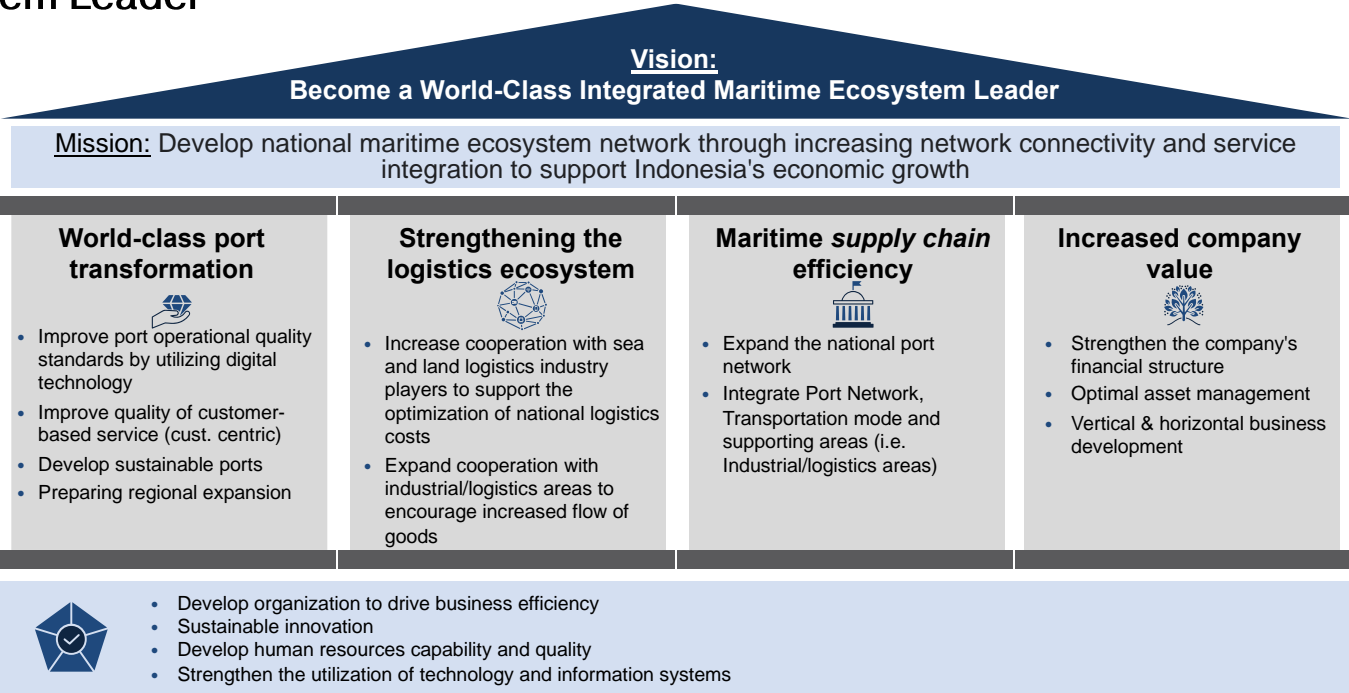 em Leader
Vision:
Become a World-Class Integrated Maritime Ecosystem Leader
Mission: Develop national maritime ecosystem network through increasing network connectivity and service
integration to support Indonesia's economic growth
World-class port
transformation
• Improve port operational quality
standards by utilizing digital
technology
• Improve quality of customer-
based service (cust. centric)
• Develop sustainable ports
• Preparing regional expansion
Strengthening the
logistics ecosystem
• Increase cooperation with sea
and land logistics industry
players to support the
optimization of national logistics
costs
• Expand cooperation with
industrial/logistics areas to
encourage increased flow of
goods
Maritime supply chain
efficiency
• Expand the national port
network
• Integrate Port Network,
Transportation mode and
supporting areas (i.e.
Industrial/logistics areas)
Increased company
value
• Strengthen the company's
financial structure
• Optimal asset management
• Vertical & horizontal business
development
• Develop organization to drive business efficiency
• Sustainable innovation
• Develop human resources capability and quality
• Strengthen the utilization of technology and information systems